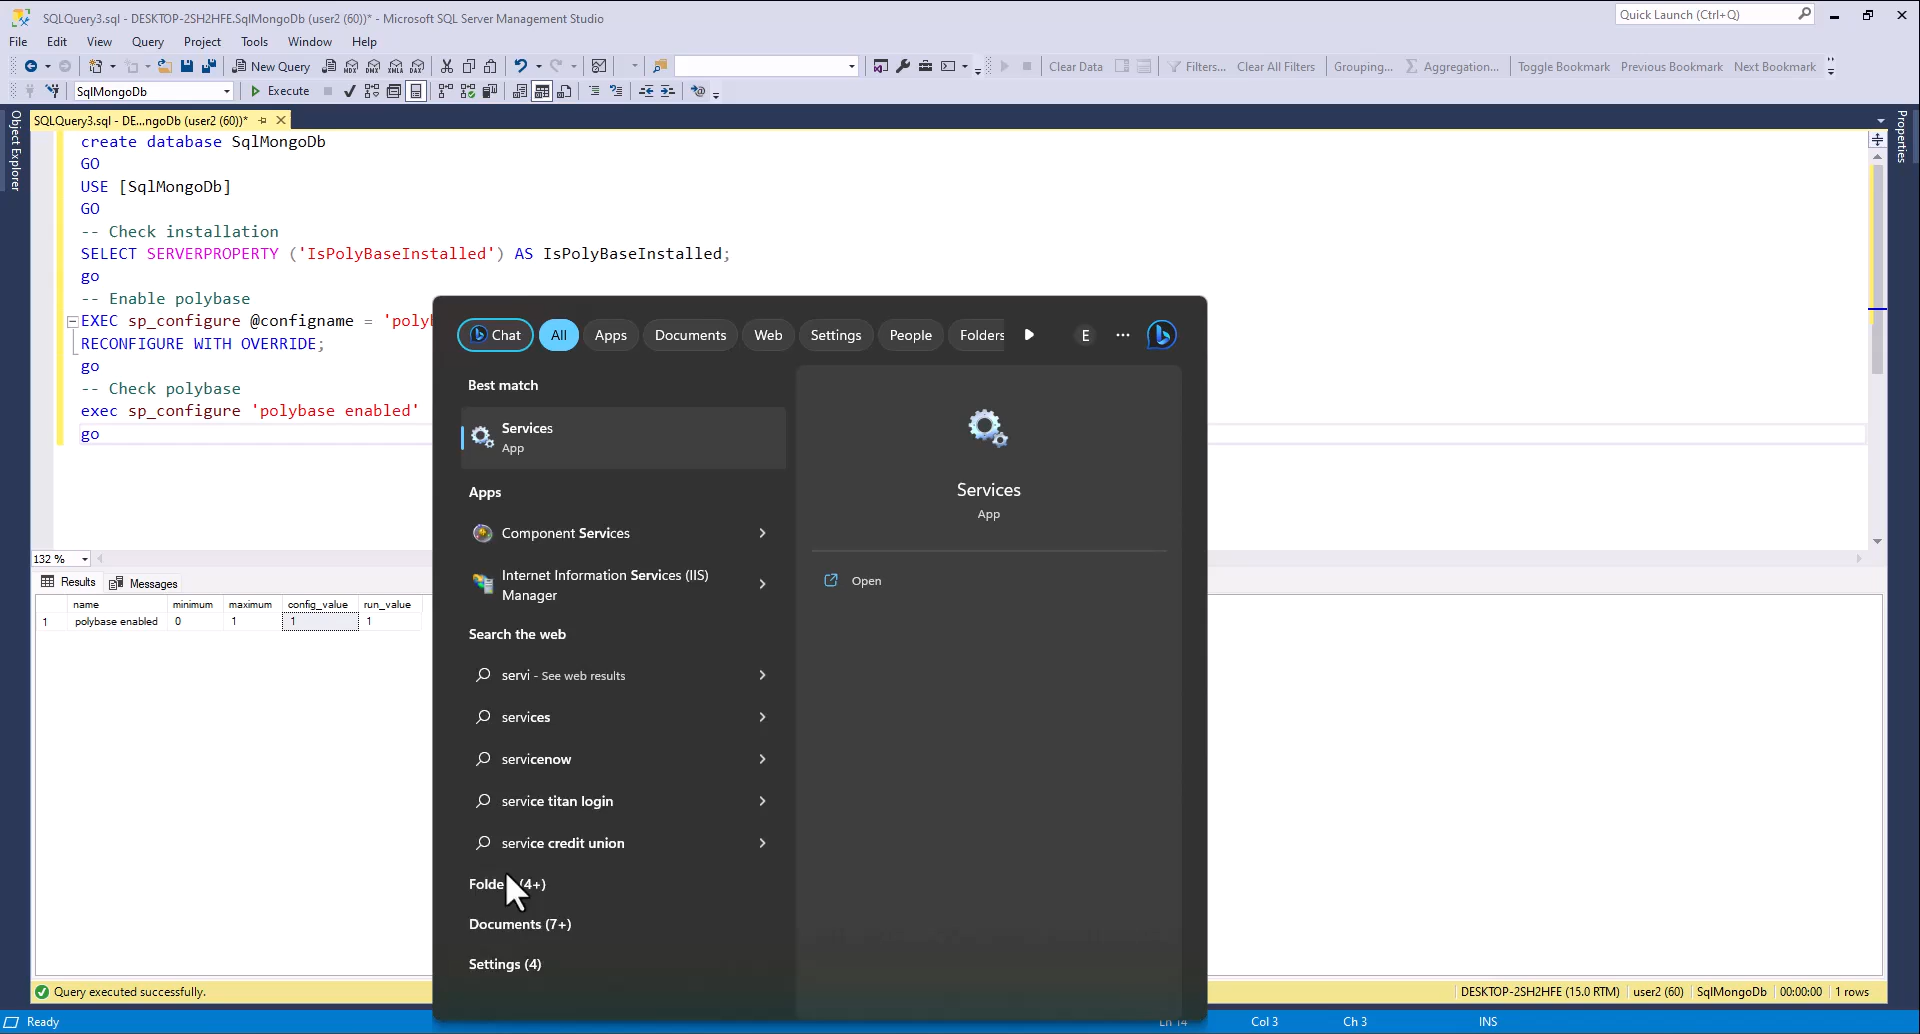 SQLQuery3.sql - DESKTOP-2SH2HFE.SqlMongoDb (user2 (60))* - Microsoft SQL Server Management Studio
Quick Launch (Ctrl+Q)
File Edit View Query Project Tools Window Help
New Query MDX DMX XMLA DAX
Clear Data Filters... Clear All Filters Grouping... Aggregation... Toggle Bookmark Previous Bookmark Next Bookmark
SqlMongoDb Execute
Object Explorer
Properties
SQLQuery3.sql - DE...ngoDb (user2 (60))*
create database SqlMongoDb
GO
USE [SqlMongoDb]
GO
-- Check installation
SELECT SERVERPROPERTY ('IsPolyBaseInstalled') AS IsPolyBaseInstalled;
go
-- Enable polybase
EXEC sp_configure @configname = 'poly
RECONFIGURE WITH OVERRIDE;
go
-- Check polybase
exec sp_configure 'polybase enabled'
go
132 %
Results Messages
name minimum maximum config_value run_value
1 polybase enabled 0 1 1 1
Chat All Apps Documents Web Settings People Folders E
Best match
Services
App
Apps
Component Services
Internet Information Services (IIS)
Manager
Search the web
servi - See web results
services
servicenow
service titan login
service credit union
(4+)
Documents (7+)
Settings (4)
Services
App
Open
Query executed successfully.
DESKTOP-2SH2HFE (15.0 RTM) user2 (60) SqlMongoDb 00:00:00 1 rows
Ready
Ln 14 Col 3 Ch 3 INS